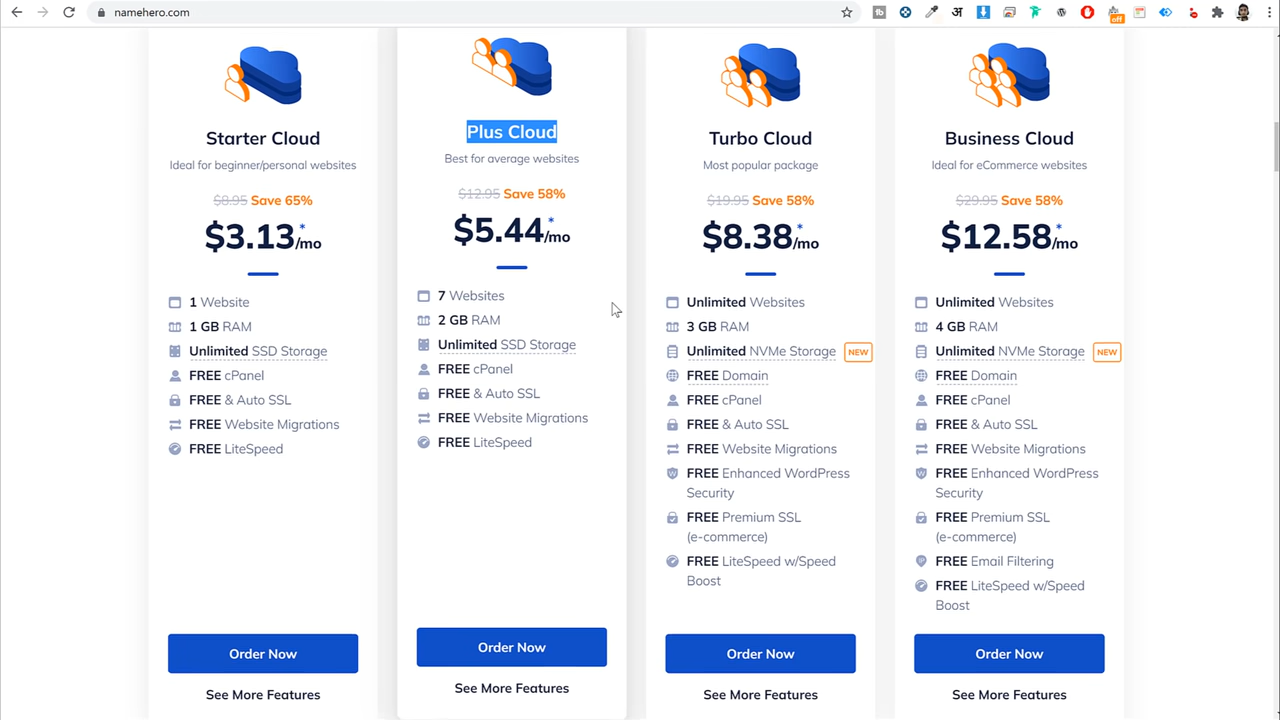 namehero.com
off
Starter Cloud
Ideal for beginner/personal websites
$8.95 Save 65%
$3.13*/mo
1 Website
1 GB RAM
Unlimited SSD Storage
FREE cPanel
FREE & Auto SSL
FREE Website Migrations
FREE LiteSpeed
Order Now
See More Features
Plus Cloud
Best for average websites
$12.95 Save 58%
$5.44*/mo
7 Websites
2 GB RAM
Unlimited SSD Storage
FREE cPanel
FREE & Auto SSL
FREE Website Migrations
FREE LiteSpeed
Order Now
See More Features
Turbo Cloud
Most popular package
$19.95 Save 58%
$8.38*/mo
Unlimited Websites
3 GB RAM
Unlimited NVMe Storage NEW
FREE Domain
FREE cPanel
FREE & Auto SSL
FREE Website Migrations
FREE Enhanced WordPress
Security
FREE Premium SSL
(e-commerce)
FREE LiteSpeed w/Speed
Boost
Order Now
See More Features
Business Cloud
Ideal for eCommerce websites
$29.95 Save 58%
$12.58*/mo
Unlimited Websites
4 GB RAM
Unlimited NVMe Storage NEW
FREE Domain
FREE cPanel
FREE & Auto SSL
FREE Website Migrations
FREE Enhanced WordPress
Security
FREE Premium SSL
(e-commerce)
FREE Email Filtering
FREE LiteSpeed w/Speed
Boost
Order Now
See More Features